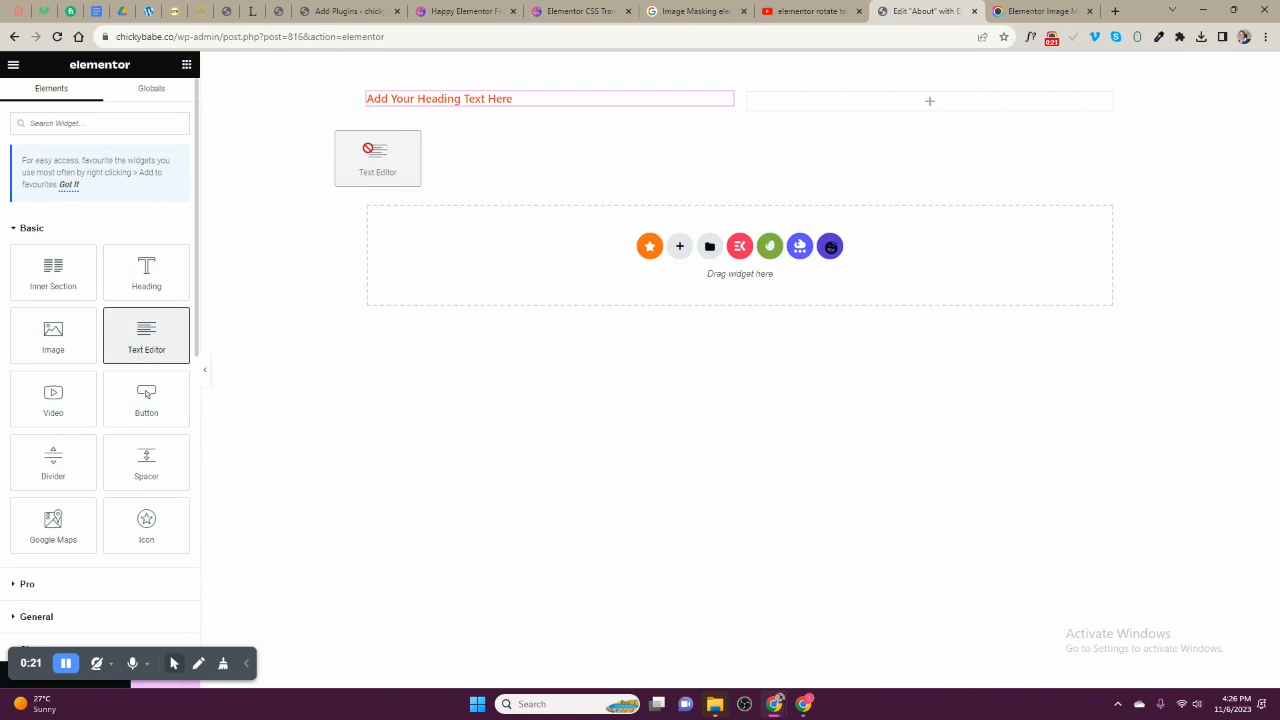 Add Plugins ‹ chick
Happy Elementor Fr
Elementor CSS Trans
Image Masking elem
elementor rotate te
Edit "About" with E
Elementor Image M
chickybabe.co/wp-admin/post.php?post=816&action=elementor
0:21
elementor
Elements
Globals
Search Widget...
For easy access, favourite the widgets you
use most often by right clicking > Add to
favourites. Got It
Basic
Inner Section
Heading
Image
Text Editor
Video
Button
Divider
Spacer
Google Maps
Icon
Pro
General
Add Your Heading Text Here
Text Editor
Drag widget here
Activate Windows
Go to Settings to activate Windows.
0:21
27°C
Sunny
Search
4:26 PM
11/6/2023